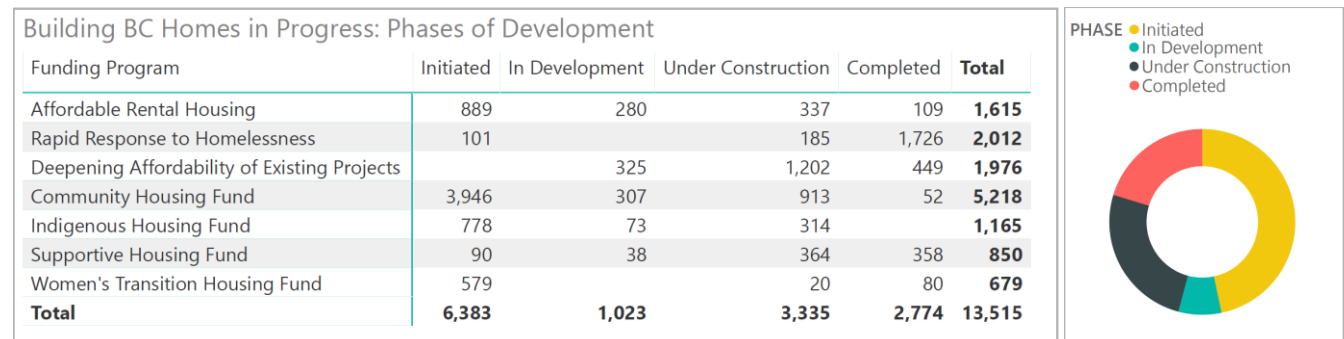 Building BC Homes in Progress: Phases of Development
Funding Program Initiated In Development Under Construction Completed Total
Affordable Rental Housing 889 280 337 109 1,615
Rapid Response to Homelessness 101 185 1,726 2,012
Deepening Affordability of Existing Projects 325 1,202 449 1,976
Community Housing Fund 3,946 307 913 52 5,218
Indigenous Housing Fund 778 73 314 1,165
Supportive Housing Fund 90 38 364 358 850
Women's Transition Housing Fund 579 20 80 679
Total 6,383 1,023 3,335 2,774 13,515
PHASE Initiated
In Development
Under Construction
Completed